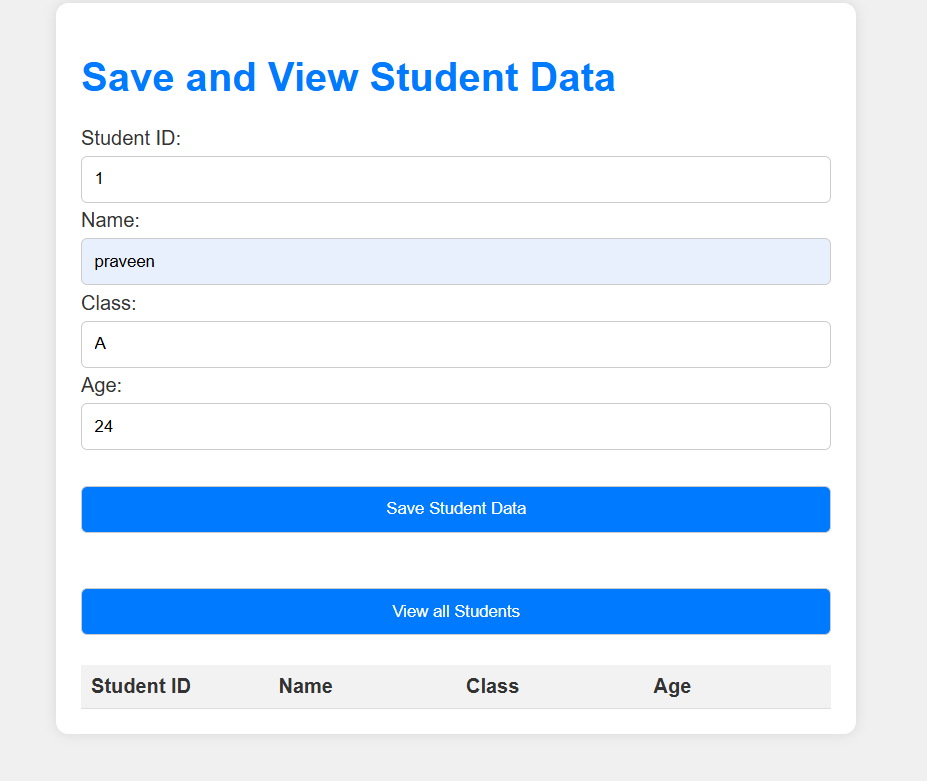 Save and View Student Data
Student ID:
1
Name:
praveen
Class:
A
Age:
24
Save Student Data
View all Students
Student ID Name Class Age